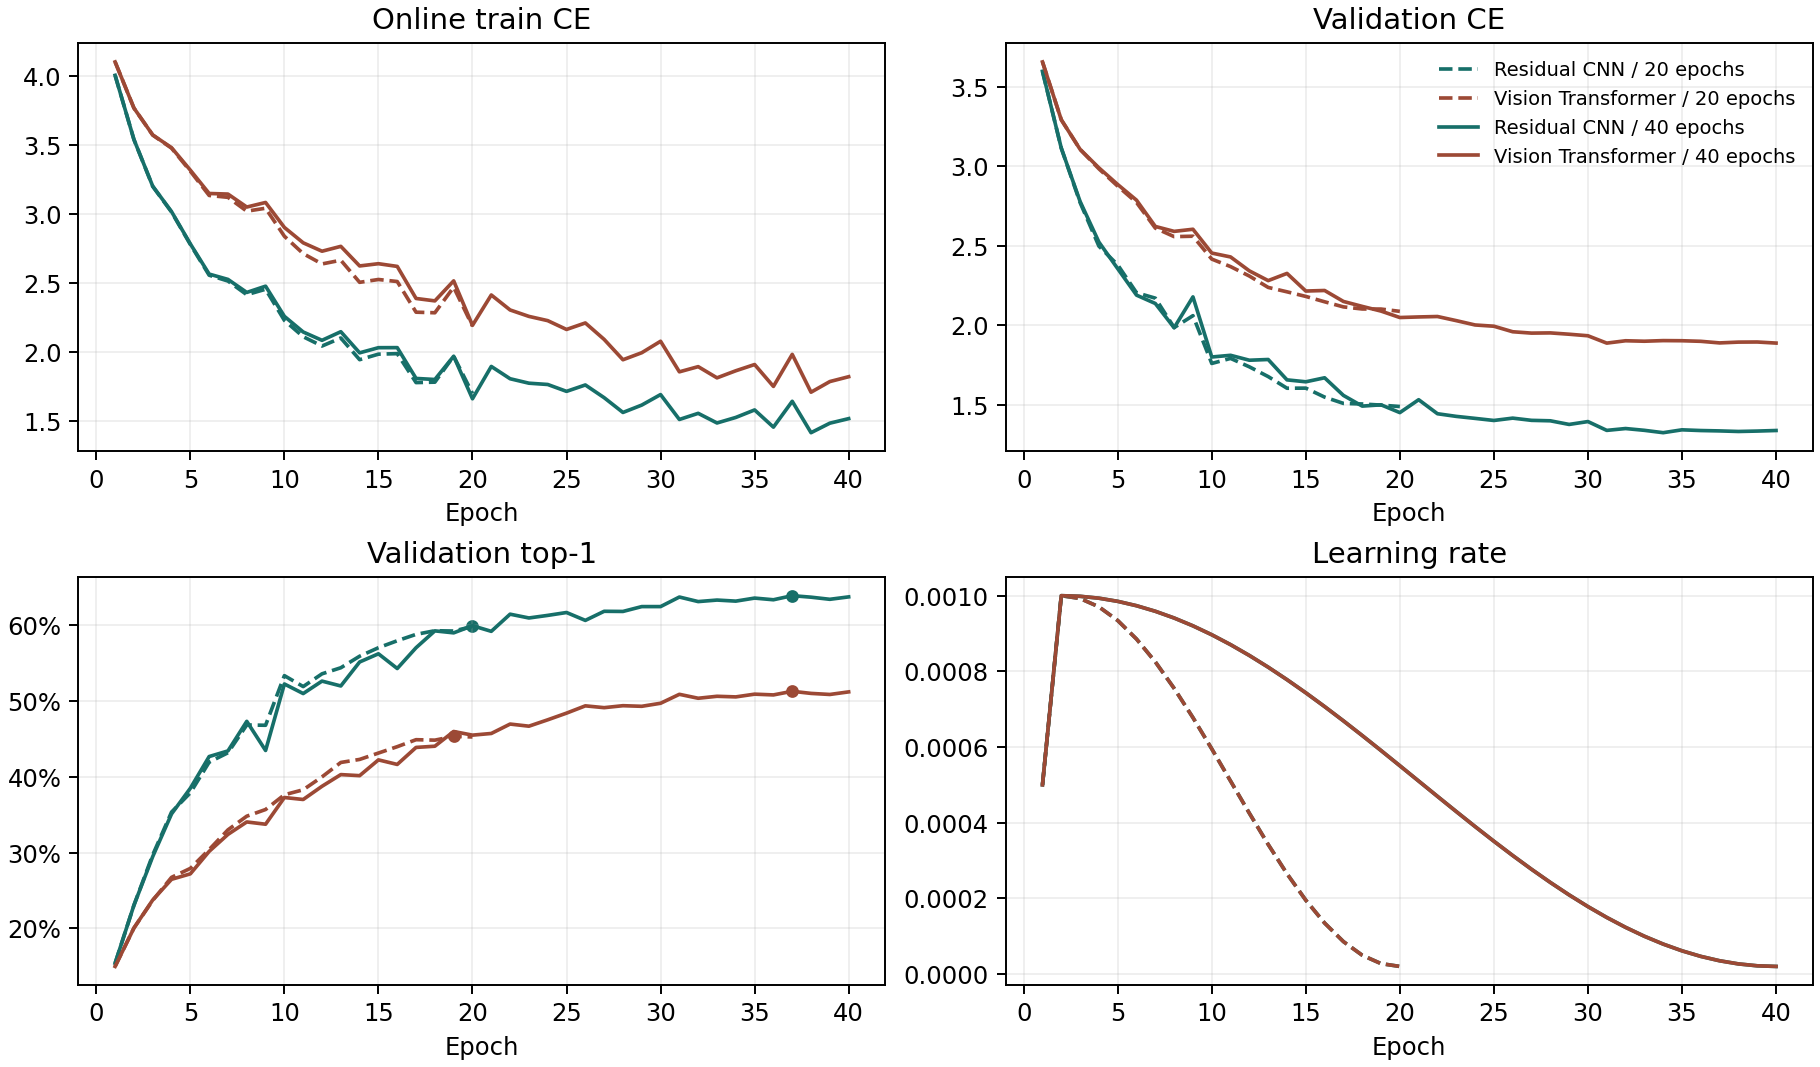 Online train CE
4.0
3.5
3.0
2.5
2.0
1.5
0 5 10 15 20 25 30 35 40
Epoch
Validation CE
Residual CNN / 20 epochs
Vision Transformer / 20 epochs
Residual CNN / 40 epochs
Vision Transformer / 40 epochs
3.5
3.0
2.5
2.0
1.5
0 5 10 15 20 25 30 35 40
Epoch
Validation top-1
60%
50%
40%
30%
20%
0 5 10 15 20 25 30 35 40
Epoch
Learning rate
0.0010
0.0008
0.0006
0.0004
0.0002
0.0000
0 5 10 15 20 25 30 35 40
Epoch